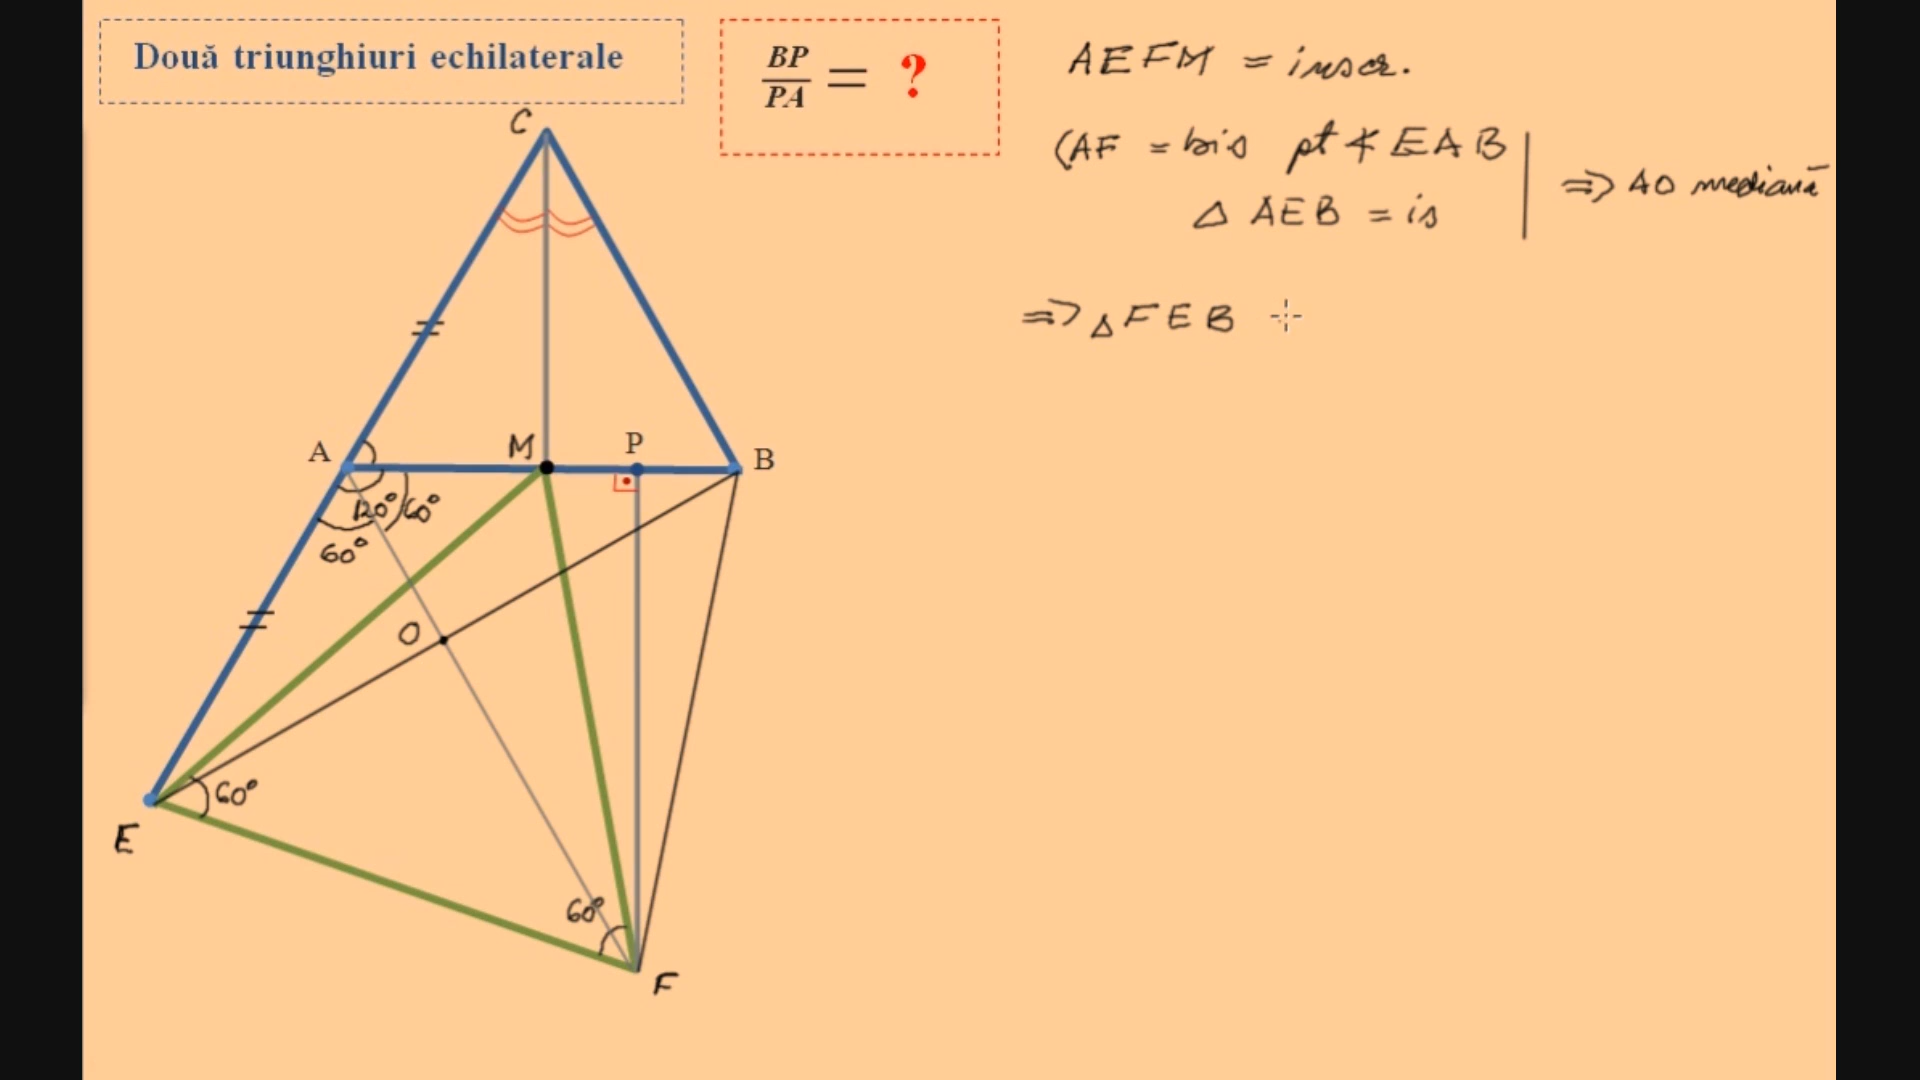 Două triunghiuri echilaterale
BP/PA = ?
AEFM = inscr.
(AF = bis pt ∢ EAB
△ AEB = is
⇒ AO mediană
⇒ △ FEB
C
A
M
P
B
120°
60°
60°
O
60°
E
60°
F